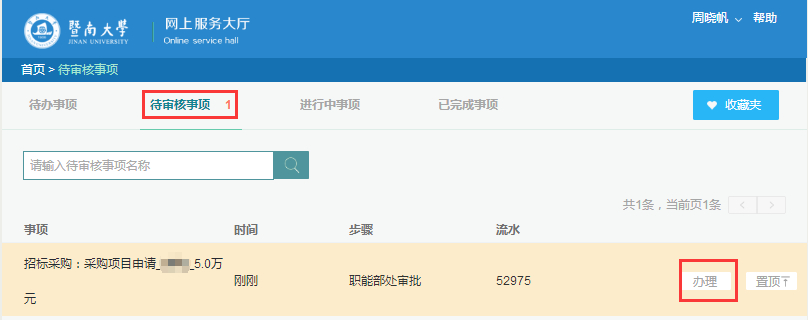 暨南大学
JINAN UNIVERSITY
网上服务大厅
Online service hall
周晓帆 帮助
首页 > 待审核事项
待办事项 待审核事项 1 进行中事项 已完成事项 收藏夹
请输入待审核事项名称
共1条，当前页1条 < >
事项 时间 步骤 流水
招标采购：采购项目申请_ _5.0万
元
刚刚 职能部处审批 52975 办理 置顶